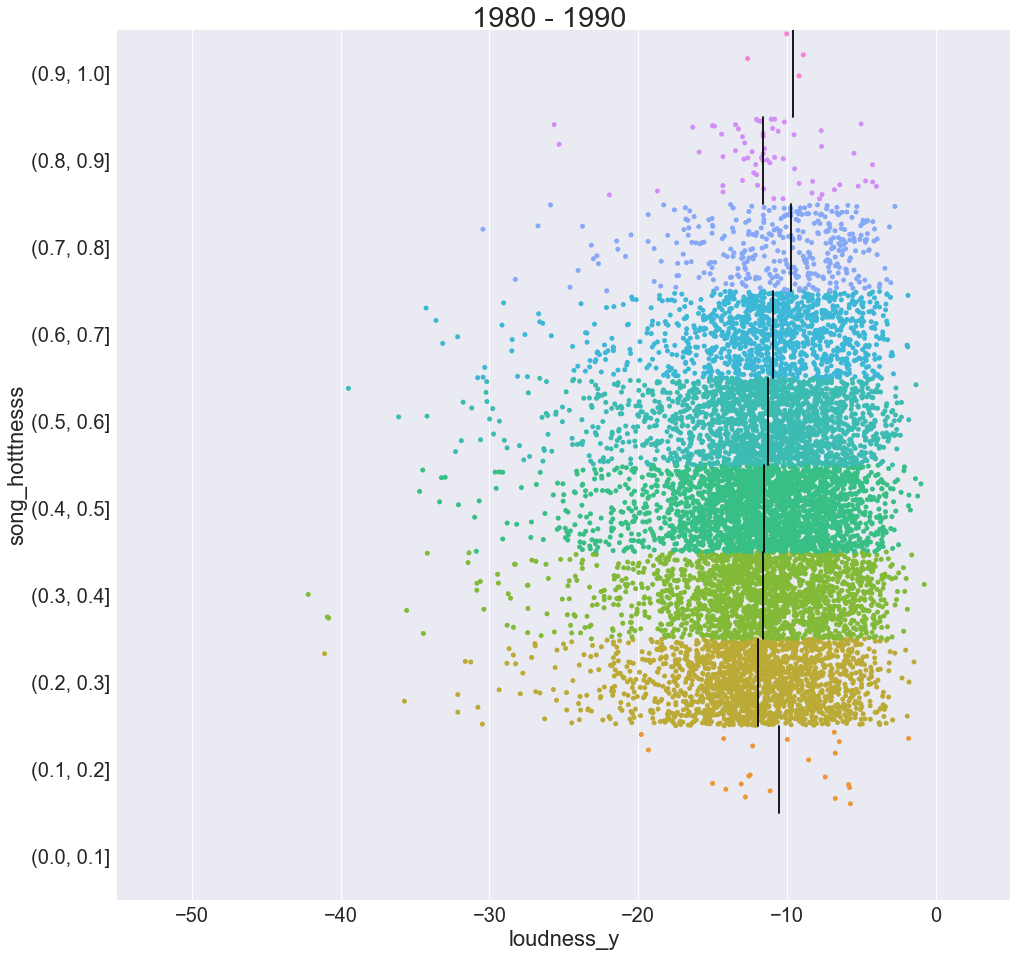 1980 - 1990
song_hotttnesss
(0.9, 1.0]
(0.8, 0.9]
(0.7, 0.8]
(0.6, 0.7]
(0.5, 0.6]
(0.4, 0.5]
(0.3, 0.4]
(0.2, 0.3]
(0.1, 0.2]
(0.0, 0.1]
−50 −40 −30 −20 −10 0
loudness_y